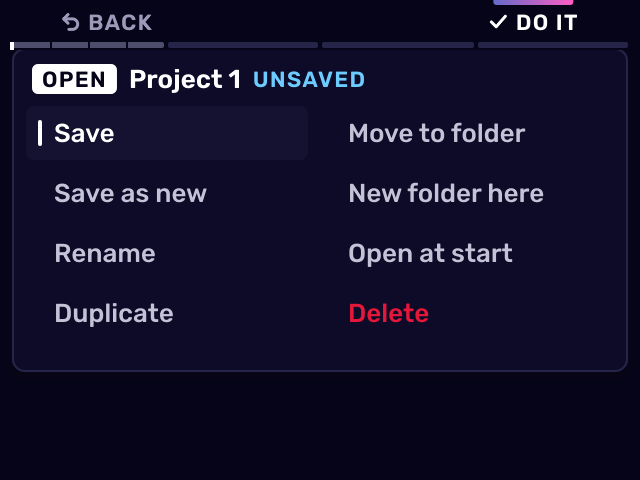 BACK
DO IT
OPEN Project 1 UNSAVED
Save
Move to folder
Save as new
New folder here
Rename
Open at start
Duplicate
Delete